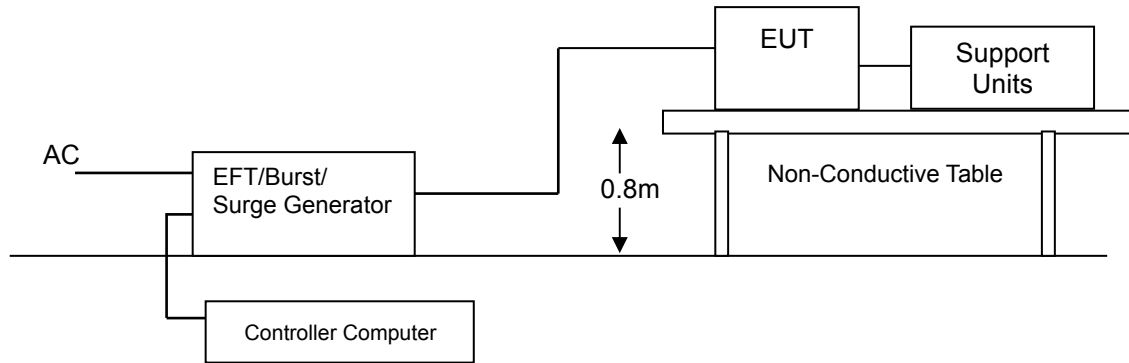 EUT
Support
Units
AC
EFT/Burst/
Surge Generator
0.8m
Non-Conductive Table
Controller Computer